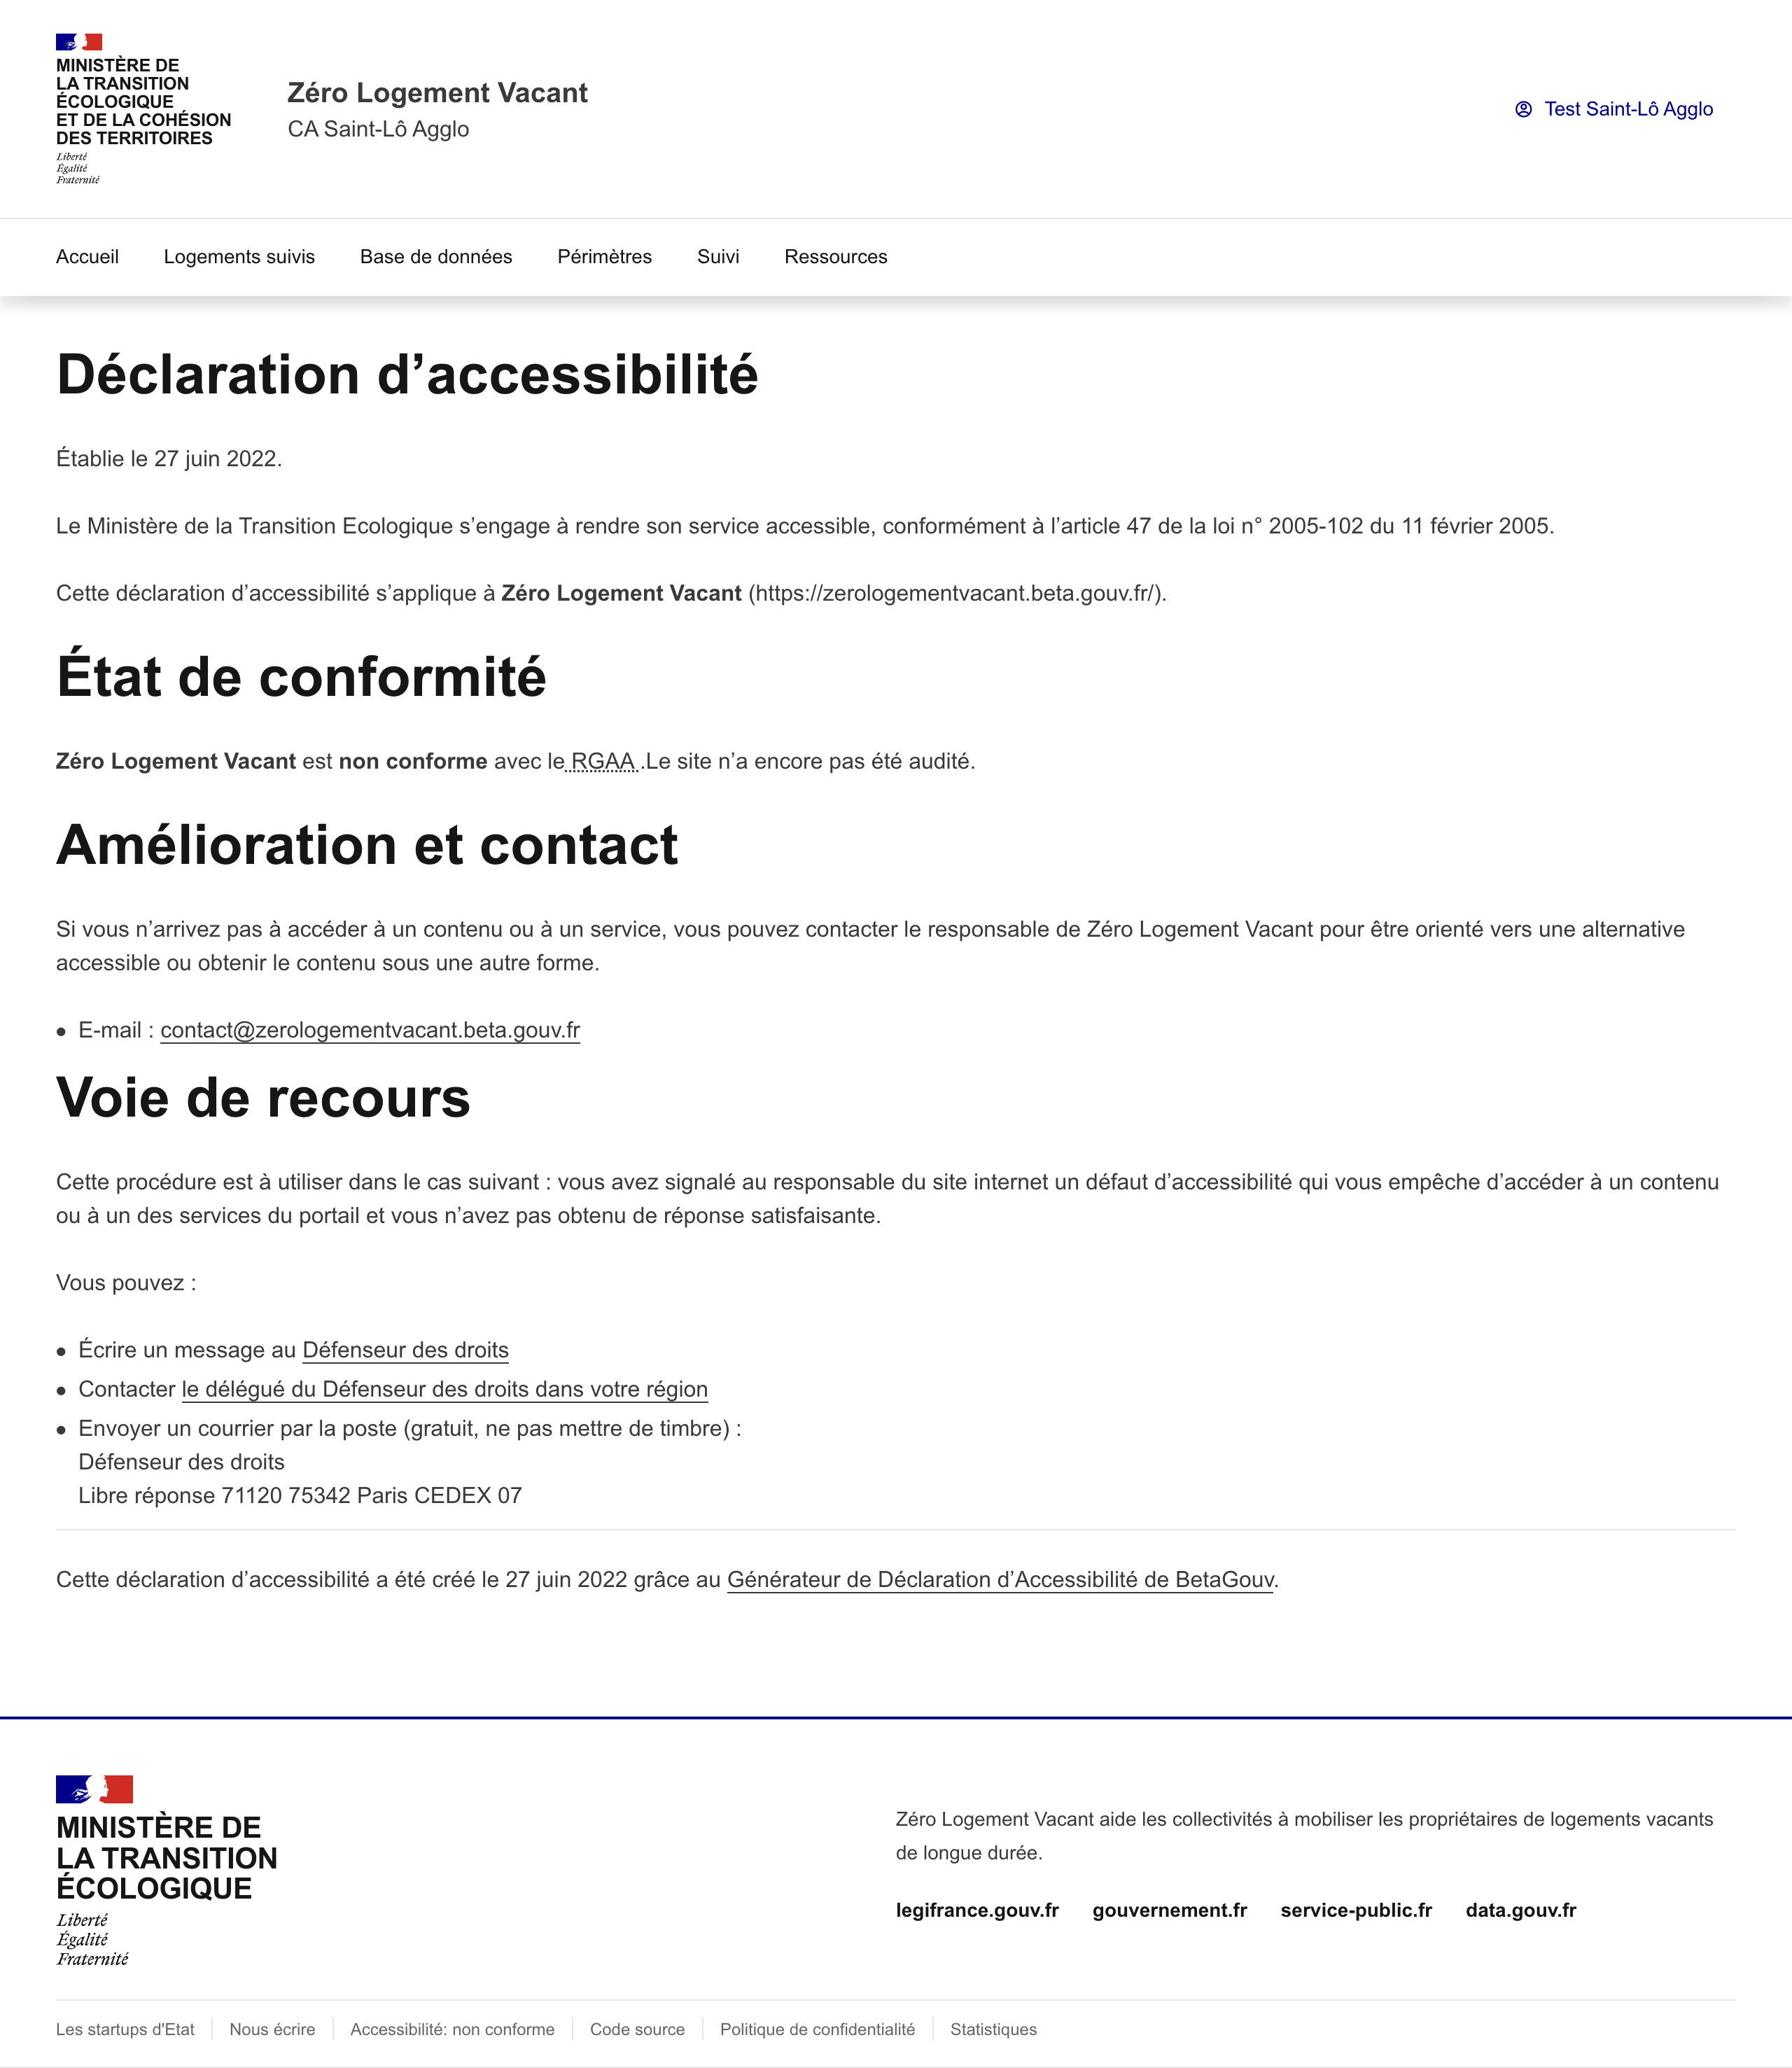 MINISTÈRE DE
LA TRANSITION
ÉCOLOGIQUE
ET DE LA COHÉSION
DES TERRITOIRES
Liberté
Égalité
Fraternité
Zéro Logement Vacant
CA Saint-Lô Agglo
Test Saint-Lô Agglo
Accueil Logements suivis Base de données Périmètres Suivi Ressources
Déclaration d’accessibilité
Établie le 27 juin 2022.
Le Ministère de la Transition Ecologique s’engage à rendre son service accessible, conformément à l’article 47 de la loi n° 2005-102 du 11 février 2005.
Cette déclaration d’accessibilité s’applique à Zéro Logement Vacant (https://zerologementvacant.beta.gouv.fr/).
État de conformité
Zéro Logement Vacant est non conforme avec le RGAA .Le site n’a encore pas été audité.
Amélioration et contact
Si vous n’arrivez pas à accéder à un contenu ou à un service, vous pouvez contacter le responsable de Zéro Logement Vacant pour être orienté vers une alternative
accessible ou obtenir le contenu sous une autre forme.
● E-mail : contact@zerologementvacant.beta.gouv.fr
Voie de recours
Cette procédure est à utiliser dans le cas suivant : vous avez signalé au responsable du site internet un défaut d’accessibilité qui vous empêche d’accéder à un contenu
ou à un des services du portail et vous n’avez pas obtenu de réponse satisfaisante.
Vous pouvez :
● Écrire un message au Défenseur des droits
● Contacter le délégué du Défenseur des droits dans votre région
● Envoyer un courrier par la poste (gratuit, ne pas mettre de timbre) :
Défenseur des droits
Libre réponse 71120 75342 Paris CEDEX 07
Cette déclaration d’accessibilité a été créé le 27 juin 2022 grâce au Générateur de Déclaration d’Accessibilité de BetaGouv.
MINISTÈRE DE
LA TRANSITION
ÉCOLOGIQUE
Liberté
Égalité
Fraternité
Zéro Logement Vacant aide les collectivités à mobiliser les propriétaires de logements vacants
de longue durée.
legifrance.gouv.fr gouvernement.fr service-public.fr data.gouv.fr
Les startups d'Etat Nous écrire Accessibilité: non conforme Code source Politique de confidentialité Statistiques